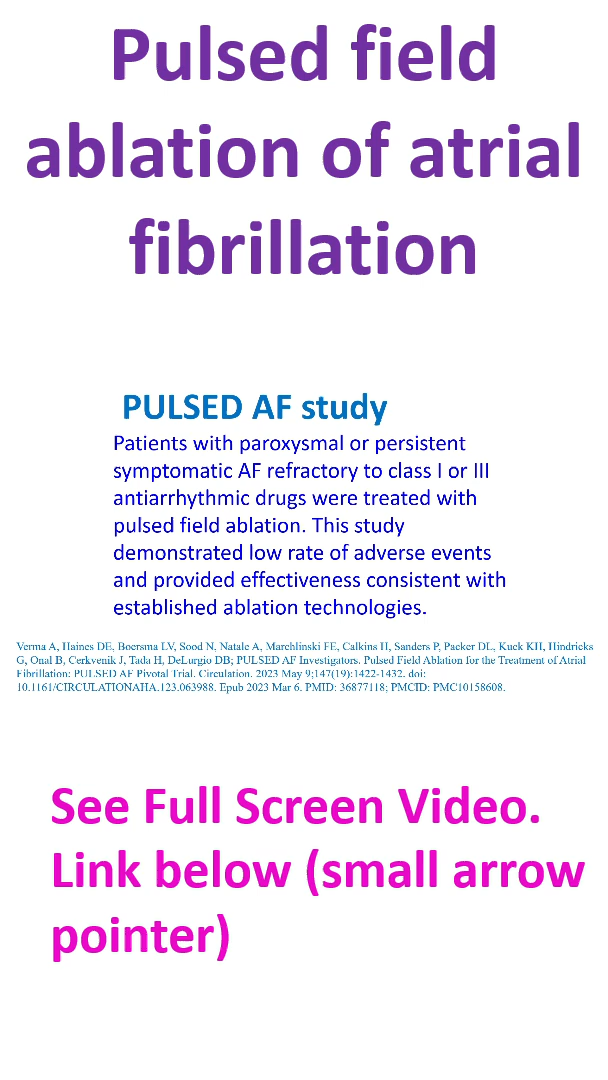 Pulsed field
ablation of atrial
fibrillation
PULSED AF study
Patients with paroxysmal or persistent
symptomatic AF refractory to class I or III
antiarrhythmic drugs were treated with
pulsed field ablation. This study
demonstrated low rate of adverse events
and provided effectiveness consistent with
established ablation technologies.
Verma A, Haines DE, Boersma LV, Sood N, Natale A, Marchlinski FE, Calkins H, Sanders P, Packer DL, Kuck KH, Hindricks
G, Onal B, Cerkvenik J, Tada H, DeLurgio DB; PULSED AF Investigators. Pulsed Field Ablation for the Treatment of Atrial
Fibrillation: PULSED AF Pivotal Trial. Circulation. 2023 May 9;147(19):1422-1432. doi:
10.1161/CIRCULATIONAHA.123.063988. Epub 2023 Mar 6. PMID: 36877118; PMCID: PMC10158608.
See Full Screen Video.
Link below (small arrow
pointer)